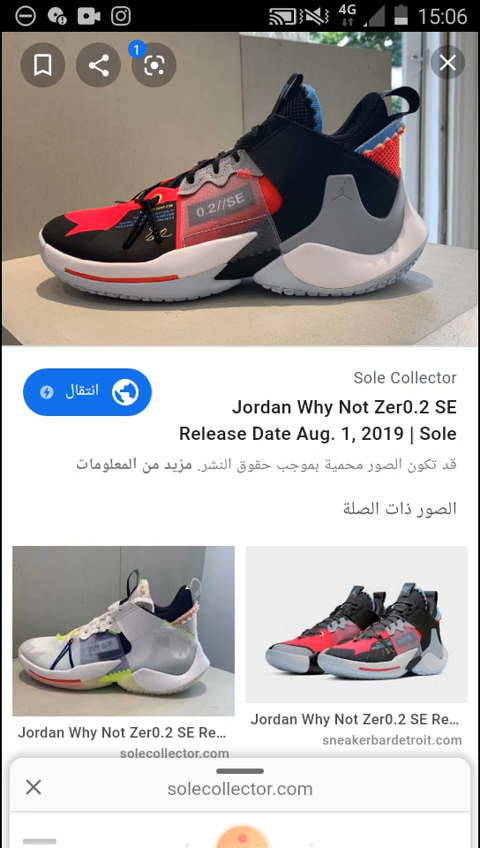 4G
15:06
1
0.2//SE
Sole Collector
انتقال
Jordan Why Not Zer0.2 SE
Release Date Aug. 1, 2019 | Sole
قد تكون الصور محمية بموجب حقوق النشر. مزيد من المعلومات
الصور ذات الصلة
Jordan Why Not Zer0.2 SE Re...
solecollector.com
Jordan Why Not Zer0.2 SE Re...
sneakerbardetroit.com
solecollector.com